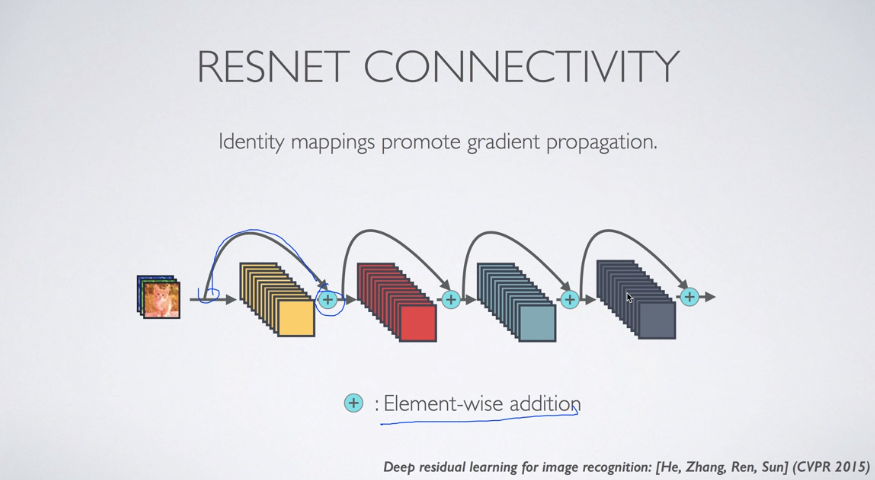 RESNET CONNECTIVITY
Identity mappings promote gradient propagation.
+ + + +
+ : Element-wise addition
Deep residual learning for image recognition: [He, Zhang, Ren, Sun] (CVPR 2015)